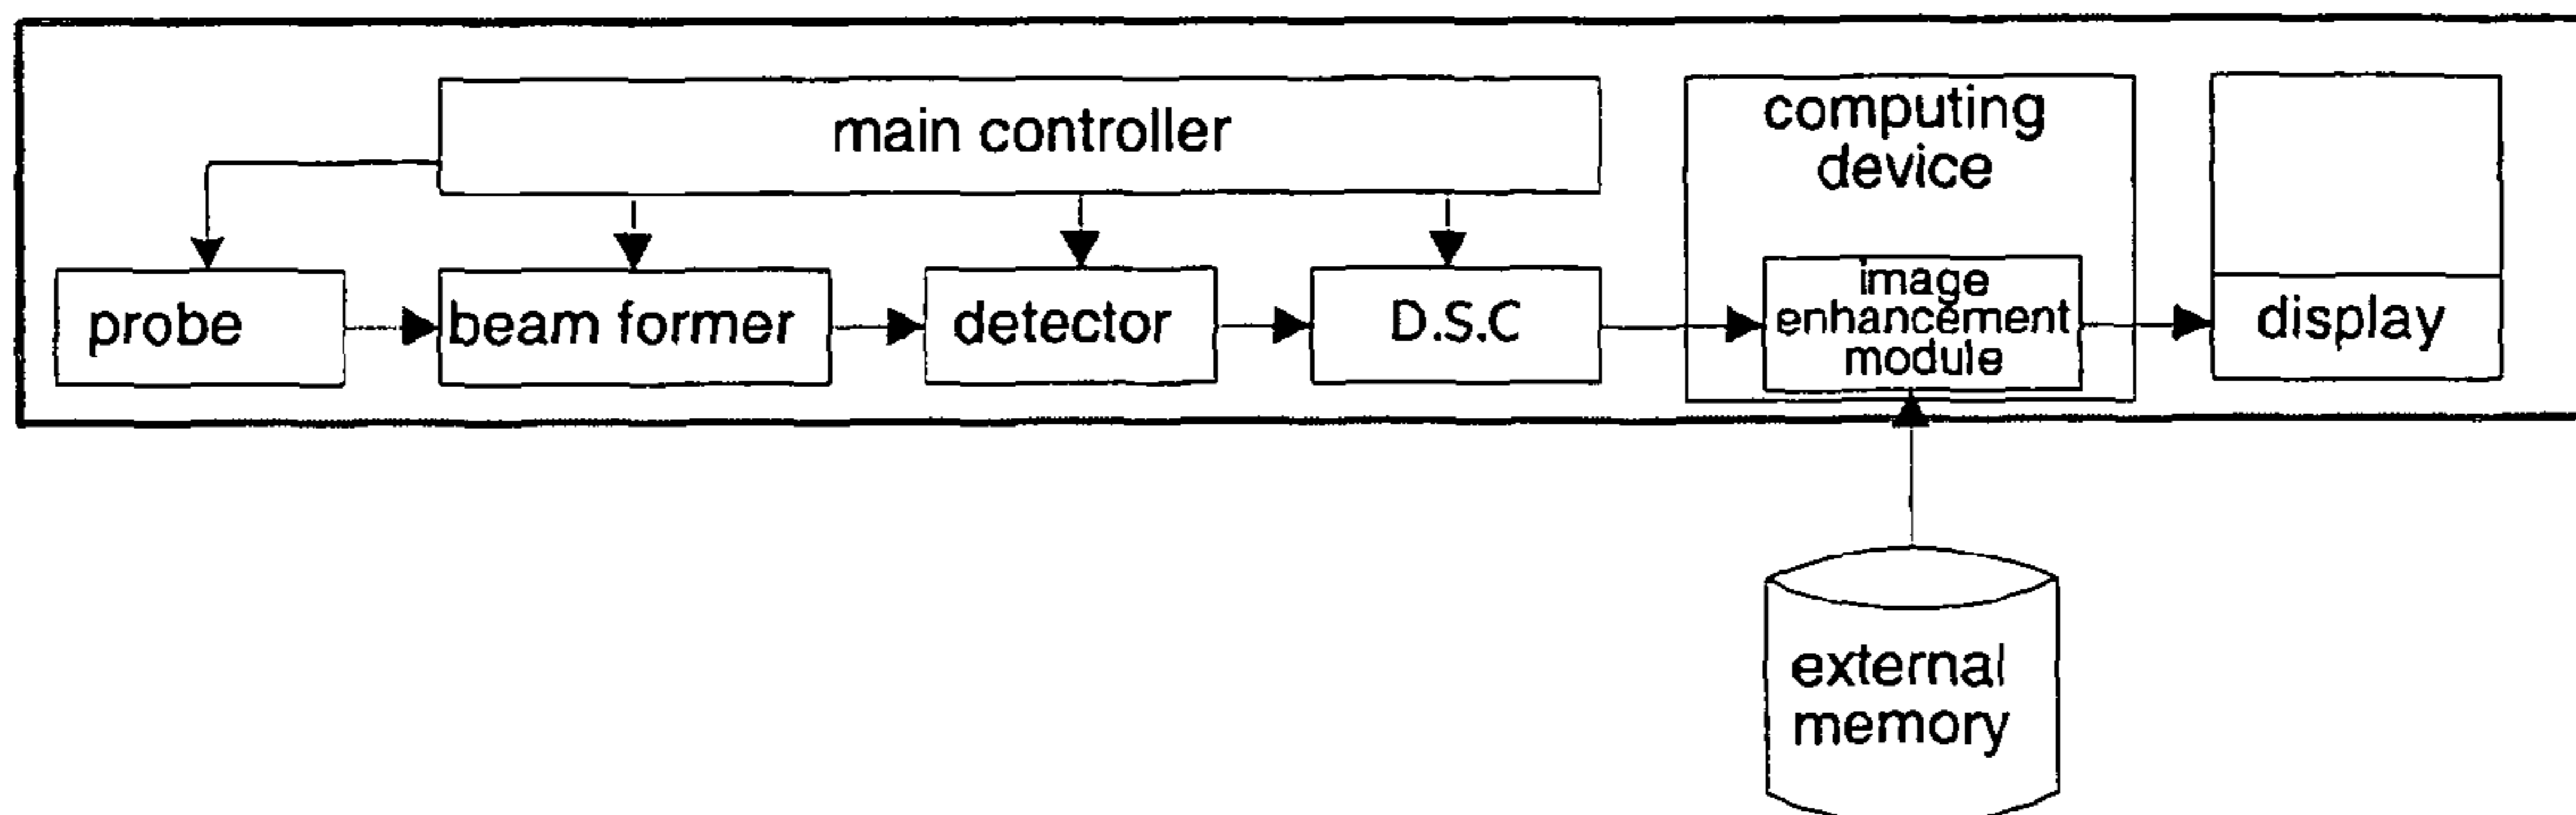 main controller
computing
device
probe
beam former
detector
D.S.C
image
enhancement
module
display
external
memory